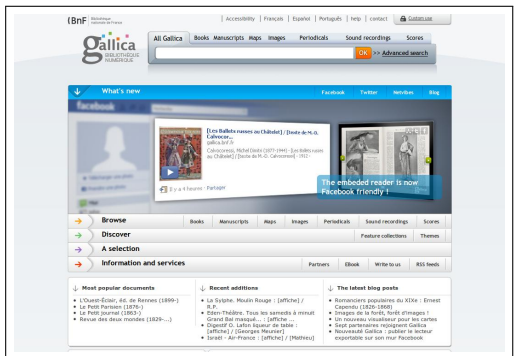 {BnF Bibliothèque nationale de France
Accessibility | Français | Español | Português | help | contact
Custom use
Gallica
BIBLIOTHÈQUE
NUMÉRIQUE
All Gallica Books Manuscripts Maps Images Periodicals Sound recordings Scores
OK >> Advanced search
What's new Facebook Twitter Netvibes Blog
facebook
[Les Ballets russes au Châtelet] / [texte de M.-D. Calvocor...
gallica.bnf.fr
Calvocoressi, Michel Dimitri (1877-1944) - [Les Ballets russes au Châtelet] / [texte de M.-D. Calvocoressi] - 1912 -
Il y a 4 heures · Partager
The embeded reader is now
Facebook friendly !
Browse Books Manuscripts Maps Images Periodicals Sound recordings Scores
Discover Feature collections Themes
A selection
Information and services Partners EBook Write to us RSS feeds
Most popular documents
L'Ouest-Éclair, éd. de Rennes (1899-)
Le Petit Parisien (1876-)
Le Petit journal (1863-)
Revue des deux mondes (1829-...)
Recent additions
La Sylphe. Moulin Rouge : [affiche] /
R.P.
Eden-Théâtre. Tous les samedis à minuit
Grand Bal masqué... : [affiche ...
Digestif O. Lafon liqueur de table :
[affiche] / [Georges Meunier]
Israël - Air-France : [affiche] / [Mathieu]
The latest blog posts
Romanciers populaires du XIXe : Ernest
Capendu (1826-1868)
Images de la forêt, forêt d'images !
Un nouveau visualiseur pour les cartes
Sept partenaires rejoignent Gallica
Nouveauté Gallica : publier le lecteur
exportable sur son mur Facebook